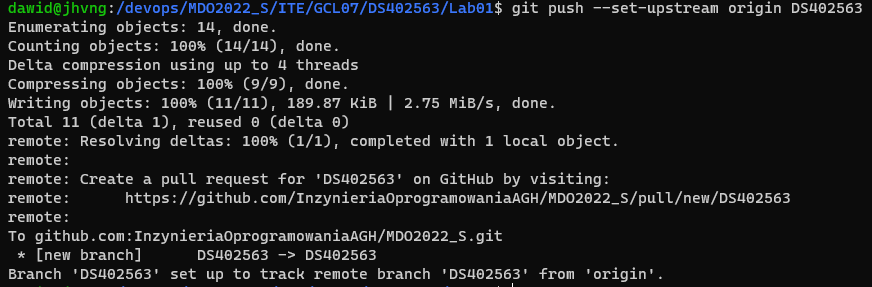 dawid@jhvng:/devops/MDO2022_S/ITE/GCL07/DS402563/Lab01$ git push --set-upstream origin DS402563
Enumerating objects: 14, done.
Counting objects: 100% (14/14), done.
Delta compression using up to 4 threads
Compressing objects: 100% (9/9), done.
Writing objects: 100% (11/11), 189.87 KiB | 2.75 MiB/s, done.
Total 11 (delta 1), reused 0 (delta 0)
remote: Resolving deltas: 100% (1/1), completed with 1 local object.
remote:
remote: Create a pull request for 'DS402563' on GitHub by visiting:
remote:      https://github.com/InzynieriaOprogramowaniaAGH/MDO2022_S/pull/new/DS402563
remote:
To github.com:InzynieriaOprogramowaniaAGH/MDO2022_S.git
 * [new branch]      DS402563 -> DS402563
Branch 'DS402563' set up to track remote branch 'DS402563' from 'origin'.